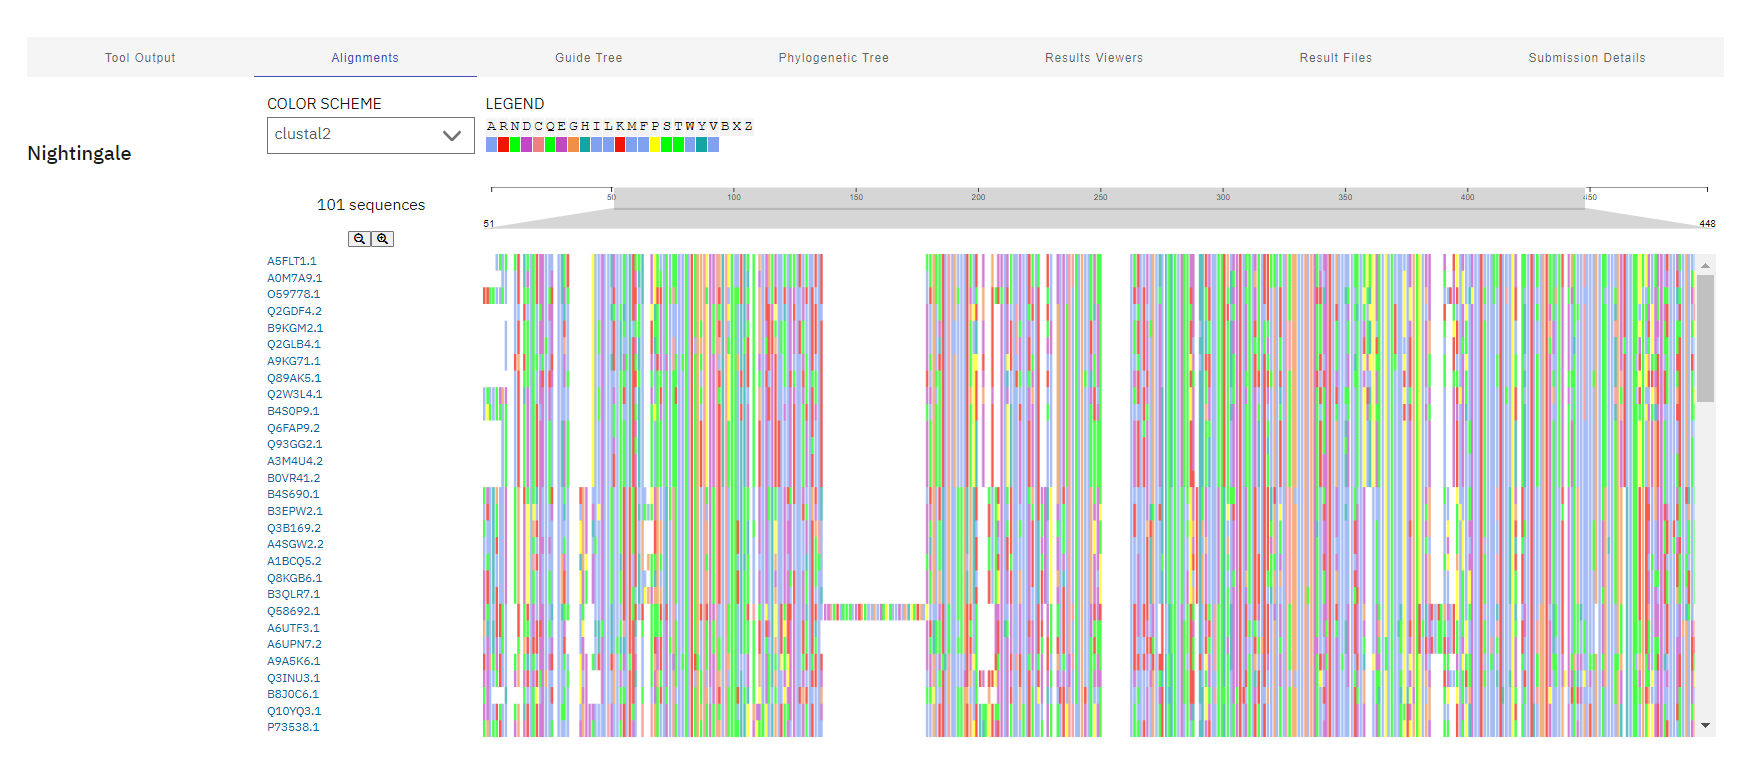 Tool Output Alignments Guide Tree Phylogenetic Tree Results Viewers Result Files Submission Details
COLOR SCHEME LEGEND
clustal2
A R N D C Q E G H I L K M F P S T W Y V B X Z
Nightingale
101 sequences
50 100 150 200 250 300 350 400 450
51 448
A5FLT1.1
A0M7A9.1
O59778.1
Q2GDF4.2
B9KGM2.1
Q2GLB4.1
A9KG71.1
Q89AK5.1
Q2W3L4.1
B4S0P9.1
Q6FAP9.2
Q93GG2.1
A3M4U4.2
B0VR41.2
B4S690.1
B3EPW2.1
Q3B169.2
A4SGW2.2
A1BCQ5.2
Q8KGB6.1
B3QLR7.1
Q58692.1
A6UTF3.1
A6UPN7.2
A9A5K6.1
Q3INU3.1
B8J0C6.1
Q10YQ3.1
P73538.1